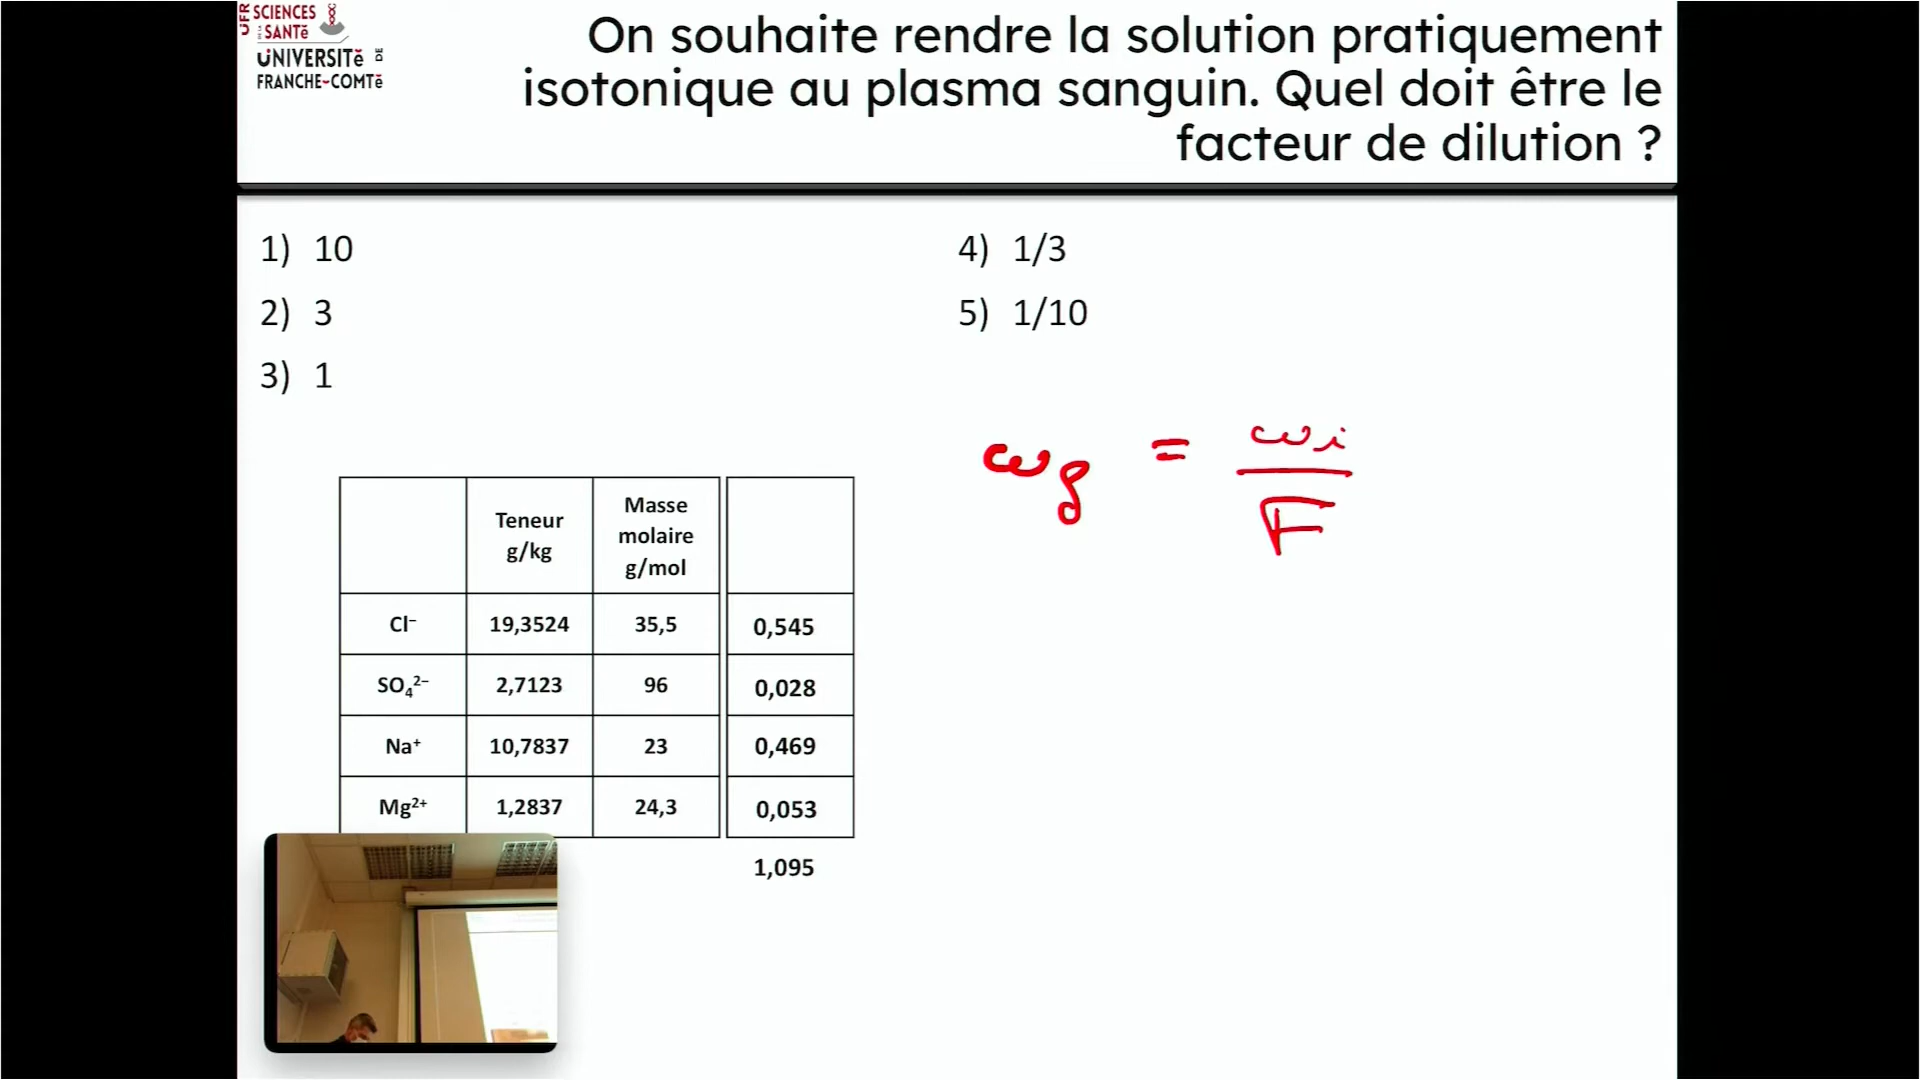 UFR SCIENCES
DE LA SANTé
UNIVERSITé DE
FRANCHE-COMTé
On souhaite rendre la solution pratiquement
isotonique au plasma sanguin. Quel doit être le
facteur de dilution ?
1) 10
2) 3
3) 1
4) 1/3
5) 1/10
ωf = ωi
F
Teneur g/kg Masse molaire g/mol
Cl⁻ 19,3524 35,5 0,545
SO₄²⁻ 2,7123 96 0,028
Na⁺ 10,7837 23 0,469
Mg²⁺ 1,2837 24,3 0,053
1,095